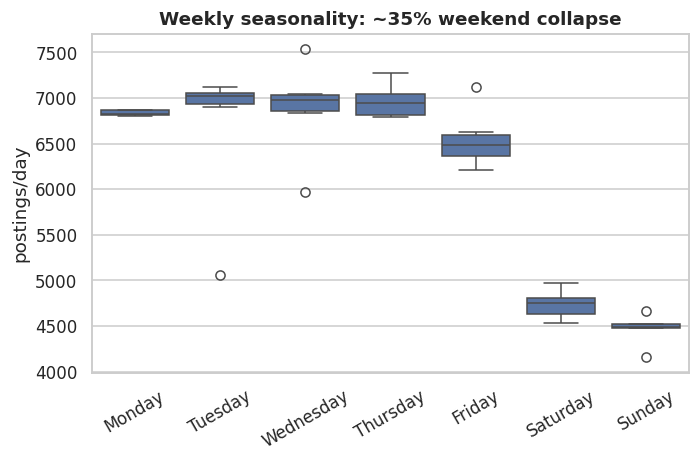 Weekly seasonality: ~35% weekend collapse
postings/day
7500
7000
6500
6000
5500
5000
4500
4000
Monday
Tuesday
Wednesday
Thursday
Friday
Saturday
Sunday